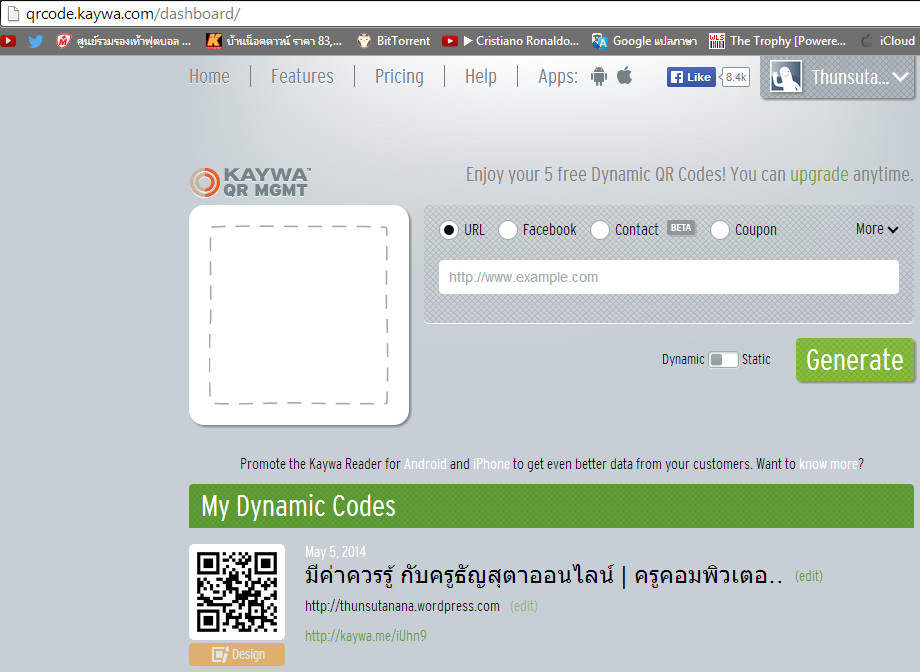 qrcode.kaywa.com/dashboard/
ศูนย์รวมรองเท้าฟุตบอล ... บ้านน็อคดาวน์ ราคา 83,... BitTorrent ▶ Cristiano Ronaldo... Google แปลภาษา The Trophy [Powere... iCloud
Home Features Pricing Help Apps: Like 8.4k Thunsuta...
KAYWA™
QR MGMT
Enjoy your 5 free Dynamic QR Codes! You can upgrade anytime.
URL Facebook Contact BETA Coupon More
http://www.example.com
Dynamic Static Generate
Promote the Kaywa Reader for Android and iPhone to get even better data from your customers. Want to know more?
My Dynamic Codes
May 5, 2014
มีค่าควรรู้ กับครูธัญสุตาออนไลน์ | ครูคอมพิวเตอ.. (edit)
http://thunsutanana.wordpress.com (edit)
http://kaywa.me/iUhn9
Design